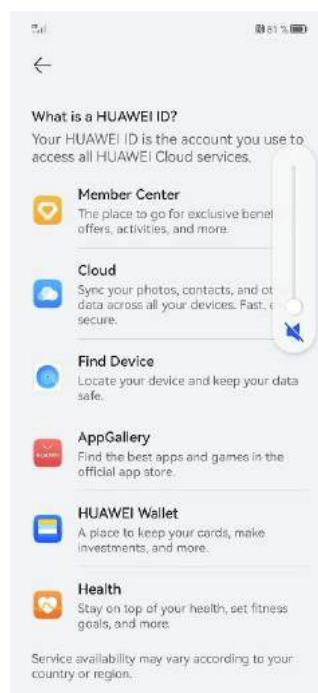 81 %
What is a HUAWEI ID?
Your HUAWEI ID is the account you use to
access all HUAWEI Cloud services.
Member Center
The place to go for exclusive
offers, activities, and more.
Cloud
Sync your photos, contacts, and
data across all your devices. Fast,
secure.
Find Device
Locate your device and keep your data
safe.
AppGallery
HUAWEI
Find the best apps and games in the
official app store.
HUAWEI Wallet
A place to keep your cards, make
investments, and more.
Health
Stay on top of your health, set fitness
goals, and more.
Service availability may vary according to your
country or region.